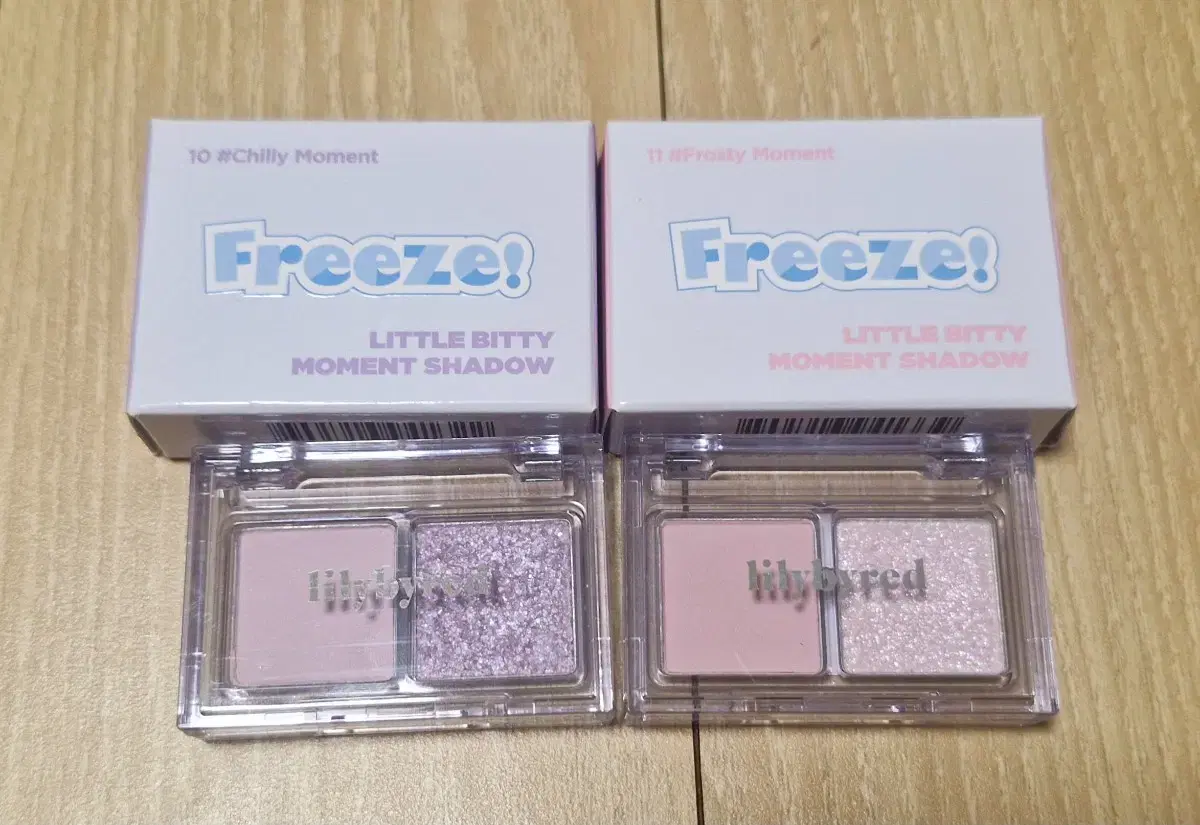 10 #Chilly Moment
Freeze!
LITTLE BITTY
MOMENT SHADOW
11 #Frosty Moment
Freeze!
LITTLE BITTY
MOMENT SHADOW
lilybyred
lilybyred